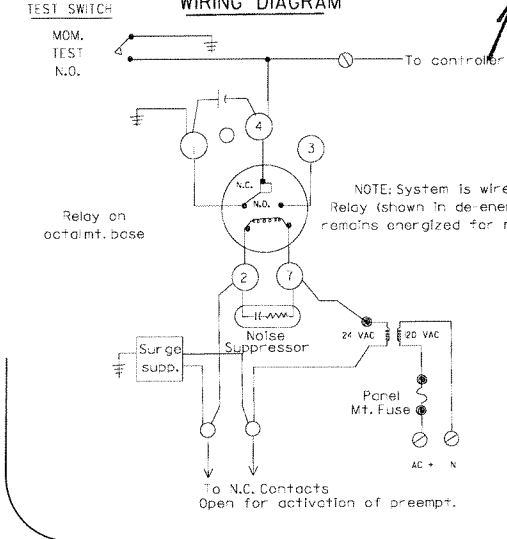 WIRING DIAGRAM
TEST SWITCH
MOM.
TEST
N.O.
To controller
4
3
N.C.
N.O.
NOTE: System is wire
Relay (shown in de-ener
remains energized for
Relay on
octal mt. base
2
7
Noise
Suppressor
24 VAC
120 VAC
Surge
supp.
Panel
Mt. Fuse
AC +
N
To N.C. Contacts
Open for activation of preempt.